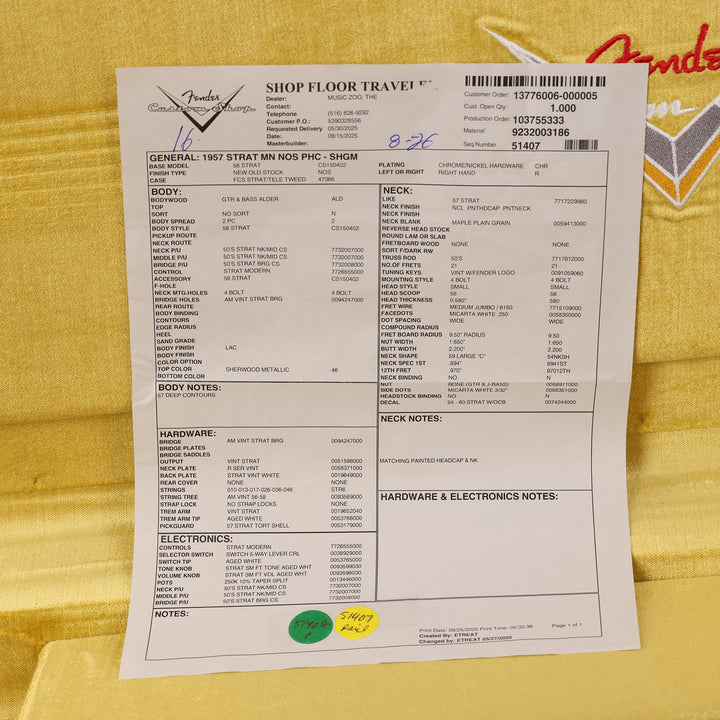 Fender
Custom Shop
Fender
SHOP FLOOR TRAVELE
Dealer: MUSIC ZOO, THE
Contact:
Telephone (516) 626-9292
Customer P.O.: 5390328556
Requested Delivery 05/30/2025
Date: 08/15/2025
Masterbuilder:
Customer Order: 13776006-000005
Cust. Open Qty: 1.000
Production Order: 103755333
Material: 9232003186
Seq Number 51407
16
8-26
GENERAL: 1957 STRAT MN NOS PHC - SHGM
BASE MODEL 56 STRAT CS150402 PLATING CHROME/NICKEL HARDWARE CHR
FINISH TYPE NEW OLD STOCK NOS LEFT OR RIGHT RIGHT HAND R
CASE FCS STRAT/TELE TWEED 47366
BODY:
BODYWOOD GTR & BASS ALDER ALD
TOP
SORT NO SORT N
BODY SPREAD 2 PC 2
BODY STYLE 56 STRAT CS150402
PICKUP ROUTE
NECK ROUTE
NECK P/U 50'S STRAT NK/MID CS 7732007000
MIDDLE P/U 50'S STRAT NK/MID CS 7732007000
BRIDGE P/U 50'S STRAT BRG CS 7732008000
CONTROL STRAT MODERN 7726555000
ACCESSORY 56 STRAT CS150402
F-HOLE
NECK MTG.HOLES 4 BOLT 4 BOLT
BRIDGE HOLES AM VINT STRAT BRG 0094247000
REAR ROUTE
BODY BINDING
CONTOURS
EDGE RADIUS
HEEL
SAND GRADE
BODY FINISH LAC
BODY FINISH
COLOR OPTION
TOP COLOR SHERWOOD METALLIC 46
BOTTOM COLOR
BODY NOTES:
57 DEEP CONTOURS
HARDWARE:
BRIDGE AM VINT STRAT BRG 0094247000
BRIDGE PLATES
BRIDGE SADDLES
OUTPUT VINT STRAT 0051586000
NECK PLATE R SER VINT 0058371000
BACK PLATE STRAT VINT WHITE 0019649000
REAR COVER NONE NONE
STRINGS 010-013-017-026-036-046 STR6
STRING TREE AM VINT 56-58 0093569000
STRAP LOCK NO STRAP LOCKS NONE
TREM ARM VINT STRAT 0019652040
TREM ARM TIP AGED WHITE 0053766000
PICKGUARD 57 STRAT TORT SHELL 0053179000
ELECTRONICS:
CONTROLS STRAT MODERN 7726555000
SELECTOR SWITCH SWITCH 5-WAY LEVER CRL 0038929000
SWITCH TIP AGED WHITE 0053765000
TONE KNOB STRAT SM FT TONE AGED WHT 0093599030
VOLUME KNOB STRAT SM FT VOL AGED WHT 0093598030
POTS 250K 10% TAPER SPLIT 0013446000
NECK P/U 50'S STRAT NK/MID CS 7732007000
MIDDLE P/U 50'S STRAT NK/MID CS 7732007000
BRIDGE P/U 50'S STRAT BRG CS 7732008000
NECK:
LIKE 57 STRAT 7717229980
NECK FINISH NCL PNTHDCAP PNTNECK
NECK FINISH
NECK BLANK MAPLE PLAIN GRAIN 0059413000
REVERSE HEAD STOCK
ROUND LAM OR SLAB
FRETBOARD WOOD NONE NONE
SORT F/DARK RW
TRUSS ROD 50'S 7717812000
NO.OF FRETS 21 21
TUNING KEYS VINT W/FENDER LOGO 0091059060
MOUNTING STYLE 4 BOLT 4 BOLT
HEAD STYLE SMALL SMALL
HEAD SCOOP 56 56
HEAD THICKNESS 0.580" 580
FRET WIRE MEDIUM JUMBO / 6150 7715109000
FACEDOTS MICARTA WHITE .250 0058350000
DOT SPACING WIDE WIDE
COMPOUND RADIUS
FRET BOARD RADIUS 9.50" RADIUS 9.50
NUT WIDTH 1.650" 1.650
BUTT WIDTH 2.200" 2.200
NECK SHAPE 59 LARGE "C" 54NKSH
NECK SPEC 1ST .894" 8941ST
12TH FRET .970" 97012TH
NECK BINDING NO N
NUT BONE (GTR & J-BASS) 0058911000
SIDE DOTS MICARTA WHITE 3/32" 0058351000
HEADSTOCK BINDING NO N
DECAL 54 - 60 STRAT W/OCB 0074244000
NECK NOTES:
MATCHING PAINTED HEADCAP & NK
HARDWARE & ELECTRONICS NOTES:
NOTES:
51407
51407
Print Date: 08/25/2025 Print Time: 05:32:36 Page 1 of 1
Created By: ETREAT
Changed By: ETREAT 05/27/2025